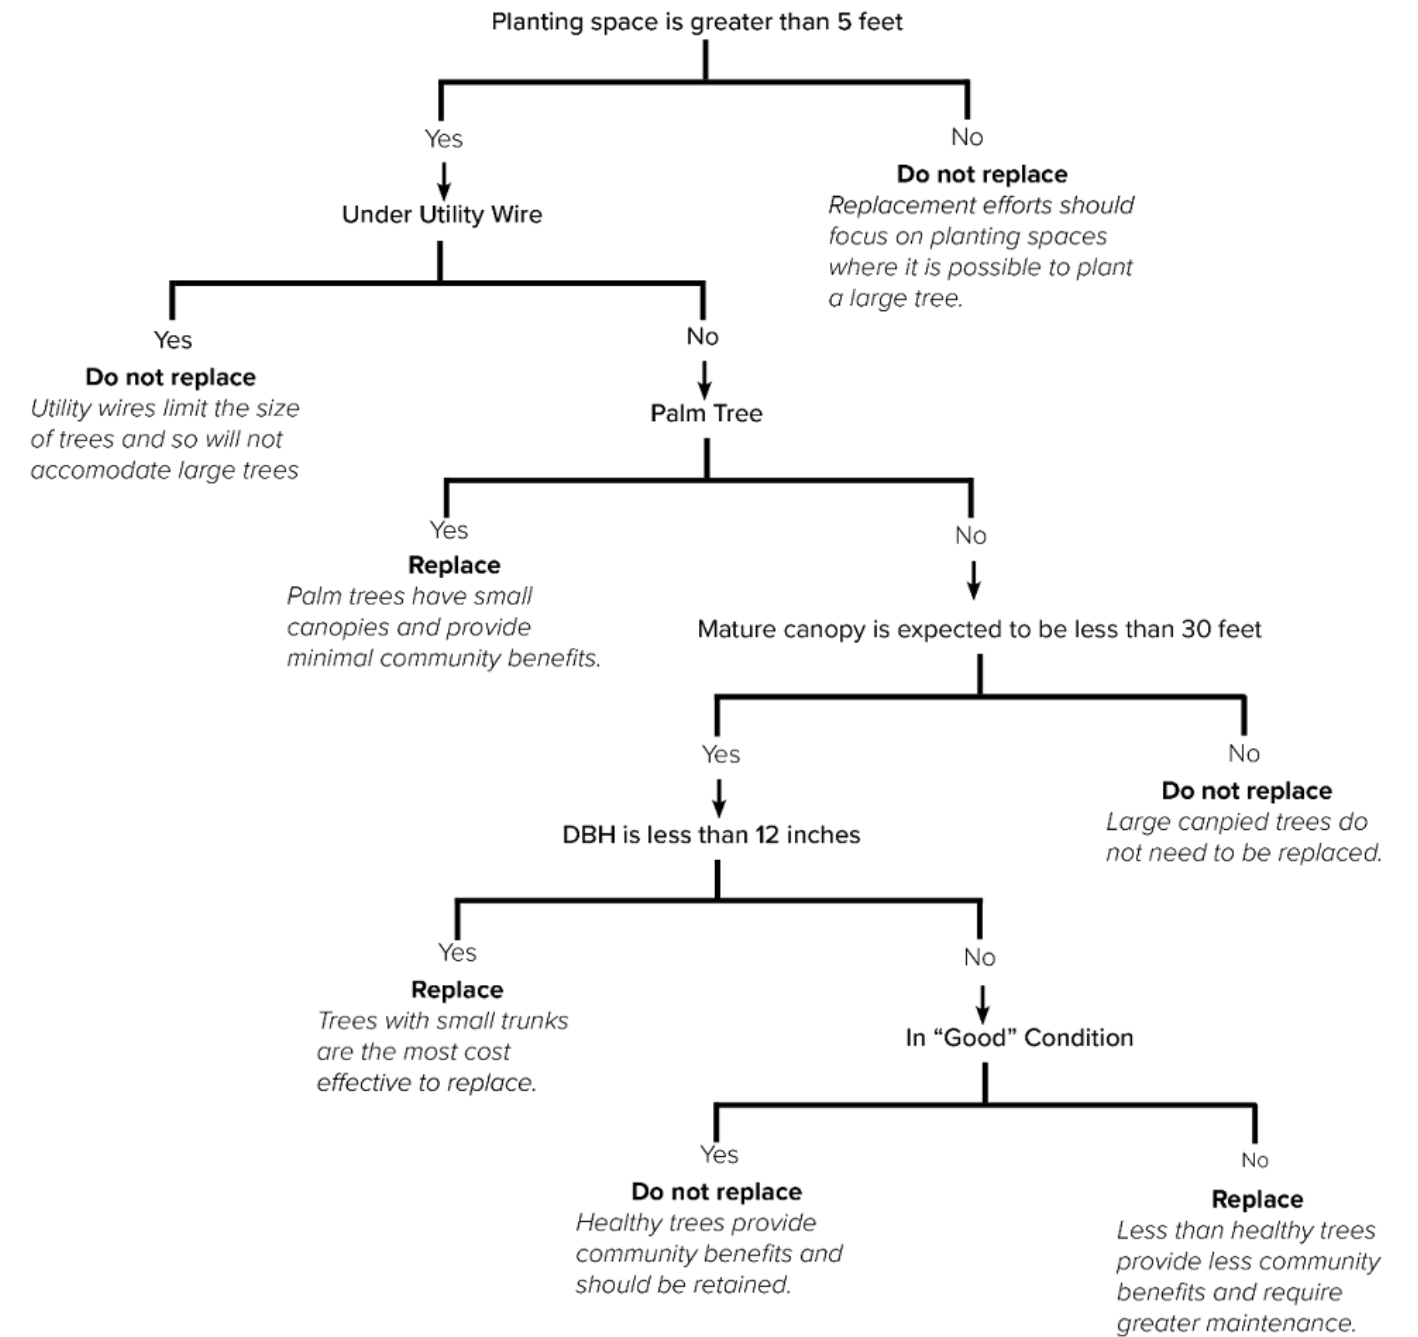 Planting space is greater than 5 feet
Yes
No
Do not replace
Replacement efforts should
focus on planting spaces
where it is possible to plant
a large tree.
Under Utility Wire
Yes
No
Do not replace
Utility wires limit the size
of trees and so will not
accomodate large trees
Palm Tree
Yes
No
Replace
Palm trees have small
canopies and provide
minimal community benefits.
Mature canopy is expected to be less than 30 feet
Yes
No
Do not replace
Large canpied trees do
not need to be replaced.
DBH is less than 12 inches
Yes
No
Replace
Trees with small trunks
are the most cost
effective to replace.
In “Good” Condition
Yes
No
Do not replace
Healthy trees provide
community benefits and
should be retained.
Replace
Less than healthy trees
provide less community
benefits and require
greater maintenance.